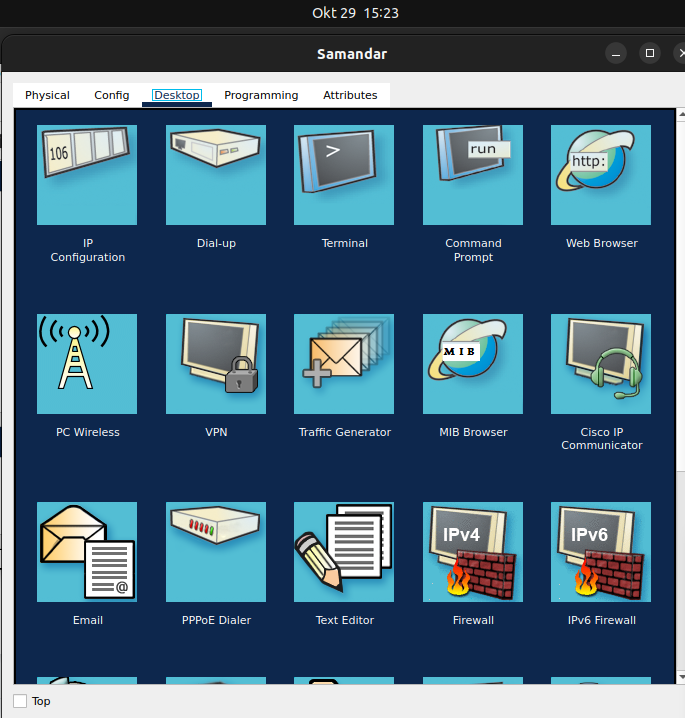 Okt 29 15:23
Samandar
Physical Config Desktop Programming Attributes
106
>
run
http:
IP
Configuration
Dial-up
Terminal
Command
Prompt
Web Browser
MIB
PC Wireless
VPN
Traffic Generator
MIB Browser
Cisco IP
Communicator
@
IPv4
IPv6
Email
PPPoE Dialer
Text Editor
Firewall
IPv6 Firewall
Top